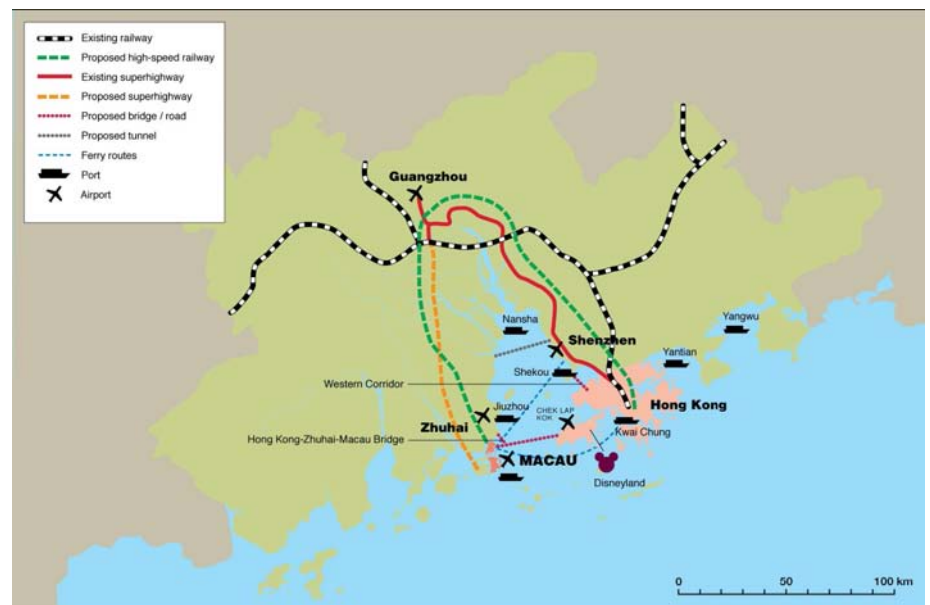 Existing railway
Proposed high-speed railway
Existing superhighway
Proposed superhighway
Proposed bridge / road
Proposed tunnel
Ferry routes
Port
Airport
Guangzhou
Nansha
Yangwu
Shenzhen
Yantian
Shekou
Western Corridor
Hong Kong
Jiuzhou
CHEK LAP
KOK
Zhuhai
Kwai Chung
Hong Kong-Zhuhai-Macau Bridge
MACAU
Disneyland
0 50 100 km